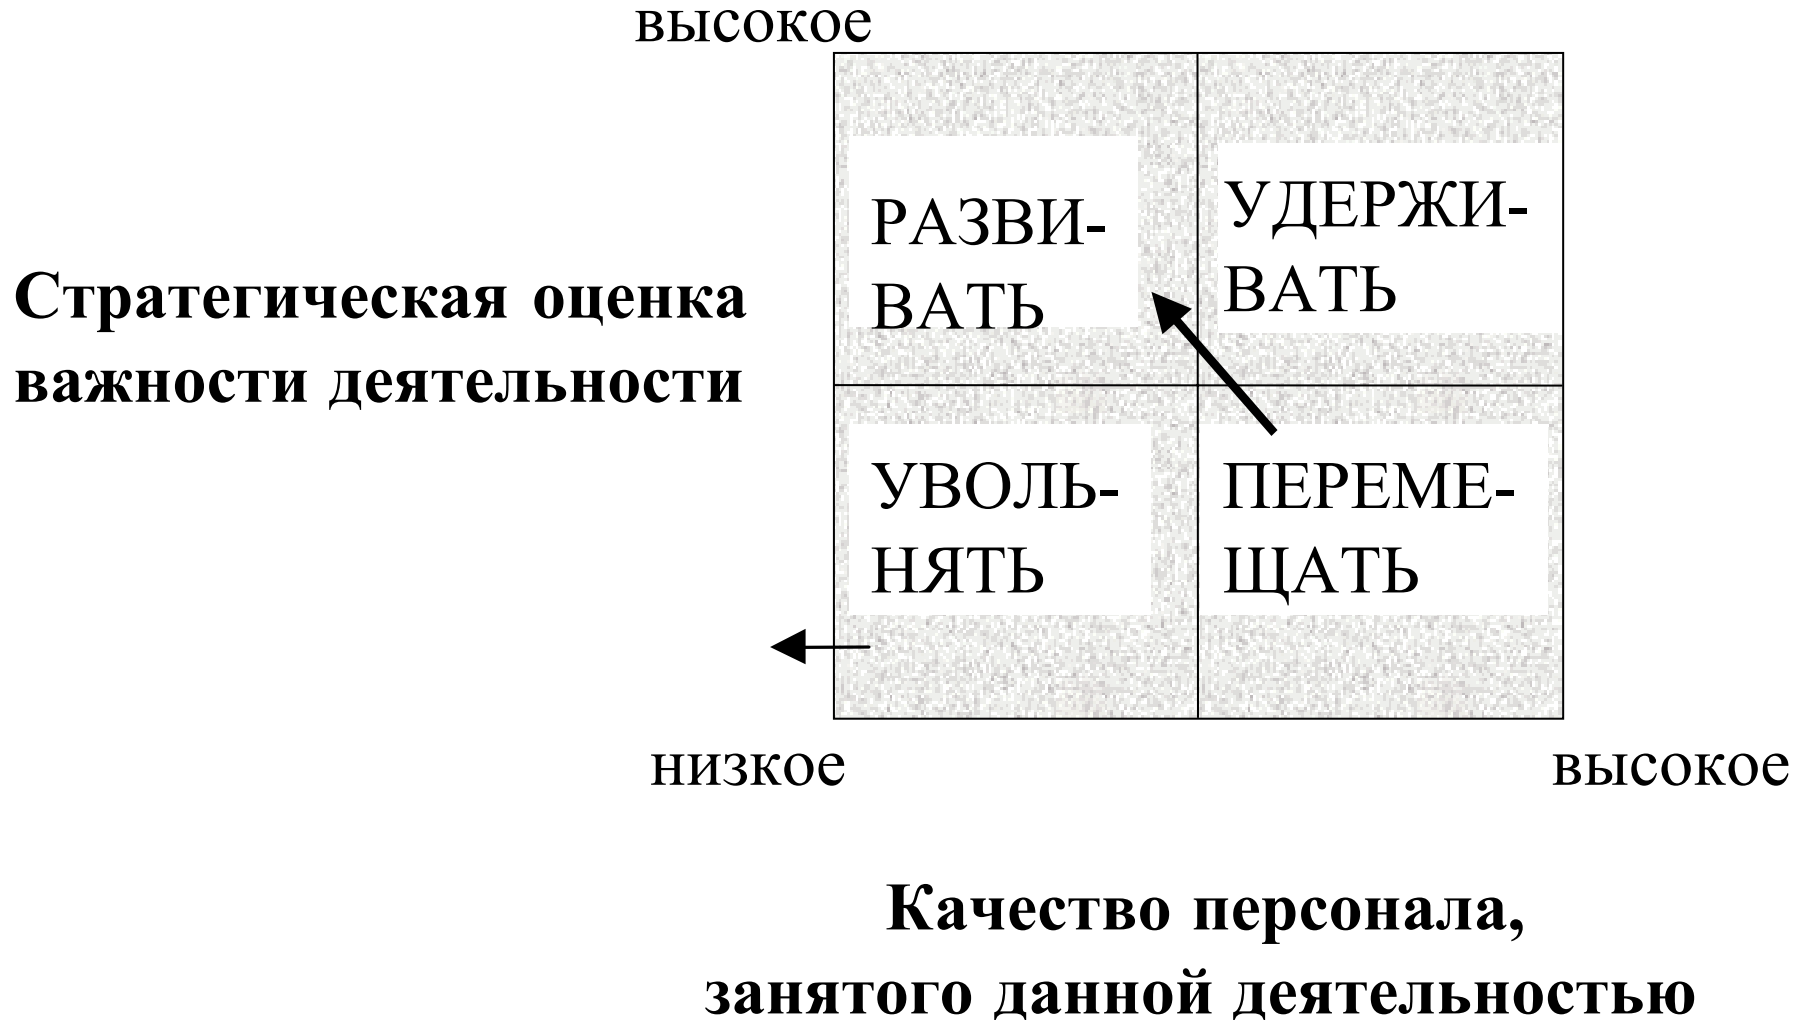 высокое
РАЗВИ-
ВАТЬ
УДЕРЖИ-
ВАТЬ
Стратегическая оценка
важности деятельности
УВОЛЬ-
НЯТЬ
ПЕРЕМЕ-
ЩАТЬ
низкое
высокое
Качество персонала,
занятого данной деятельностью